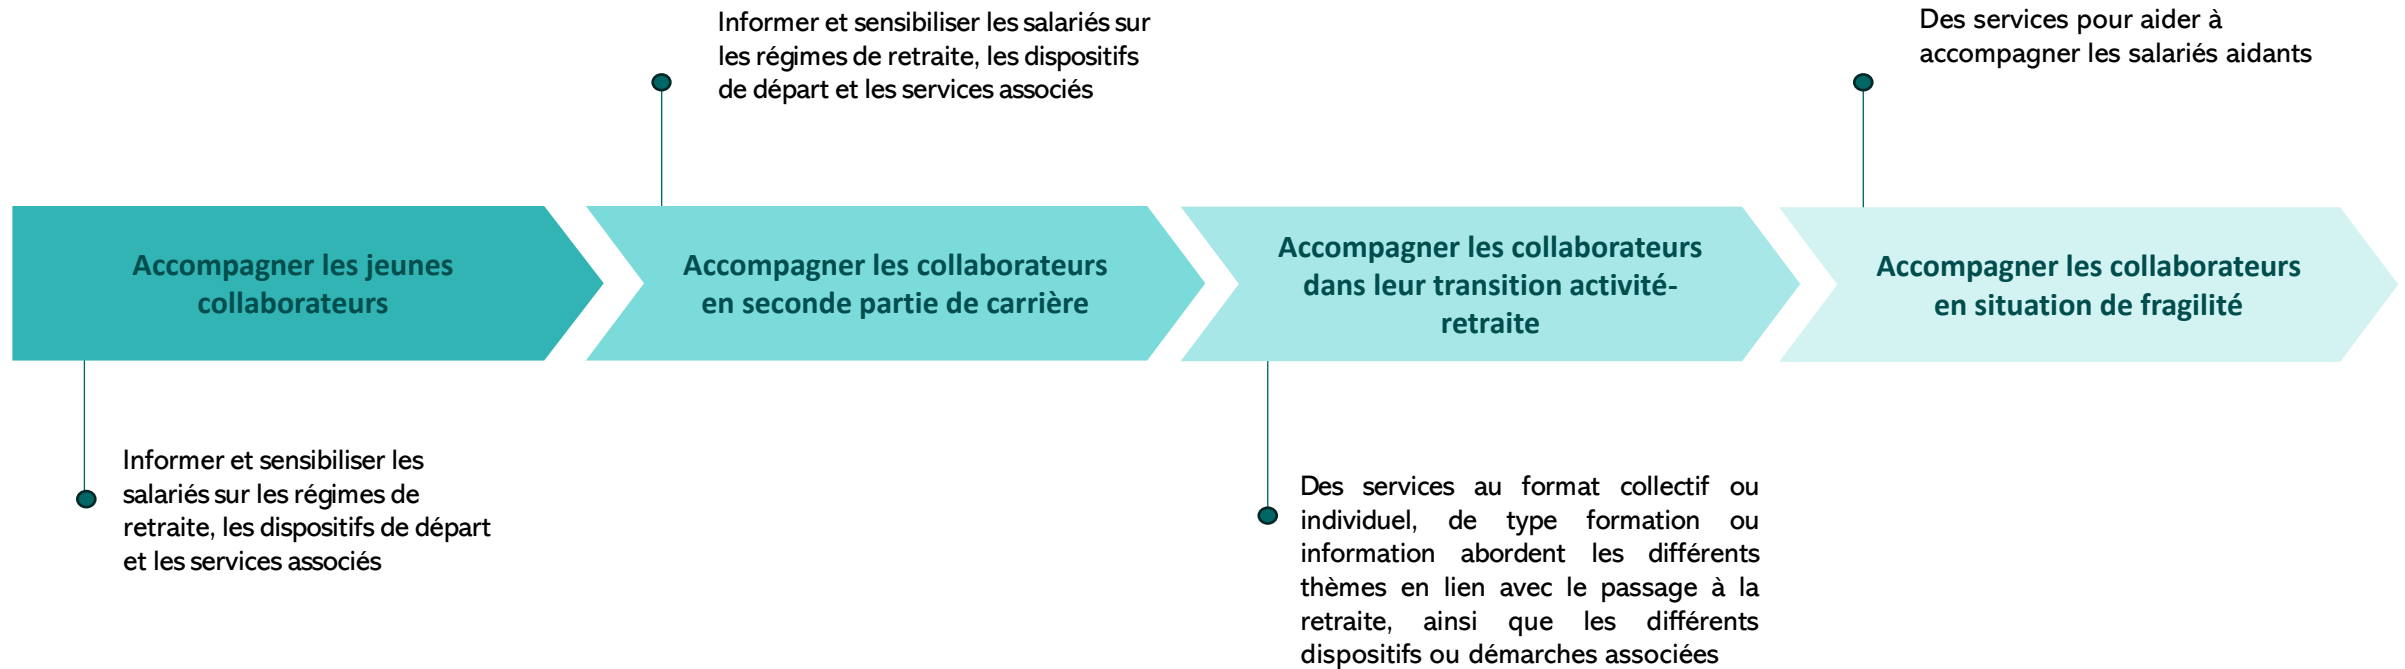 Informer et sensibiliser les salariés sur
les régimes de retraite, les dispositifs
de départ et les services associés
Des services pour aider à
accompagner les salariés aidants
Accompagner les jeunes
collaborateurs
Accompagner les collaborateurs
en seconde partie de carrière
Accompagner les collaborateurs
dans leur transition activité-
retraite
Accompagner les collaborateurs
en situation de fragilité
Informer et sensibiliser les
salariés sur les régimes de
retraite, les dispositifs de départ
et les services associés
Des services au format collectif ou
individuel, de type formation ou
information abordent les différents
thèmes en lien avec le passage à la
retraite, ainsi que les différents
dispositifs ou démarches associées